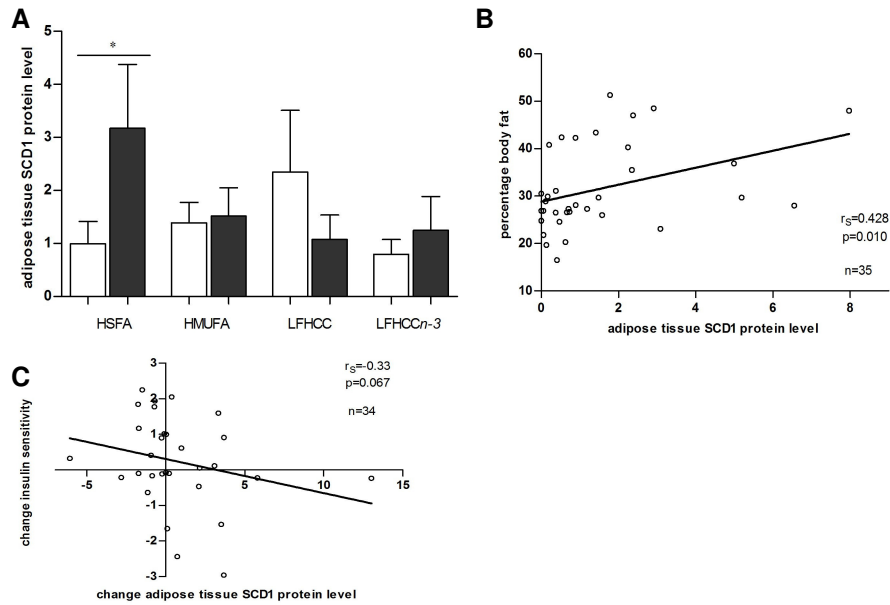 A
adipose tissue SCD1 protein level
5
4
3
2
1
0
*
HSFA HMUFA LFHCC LFHCCn-3
B
percentage body fat
60
50
40
30
20
10
0 2 4 6 8
adipose tissue SCD1 protein level
rS=0.428
p=0.010
n=35
C
change insulin sensitivity
3
2
1
-1
-2
-3
-5 5 10 15
change adipose tissue SCD1 protein level
rS=-0.33
p=0.067
n=34